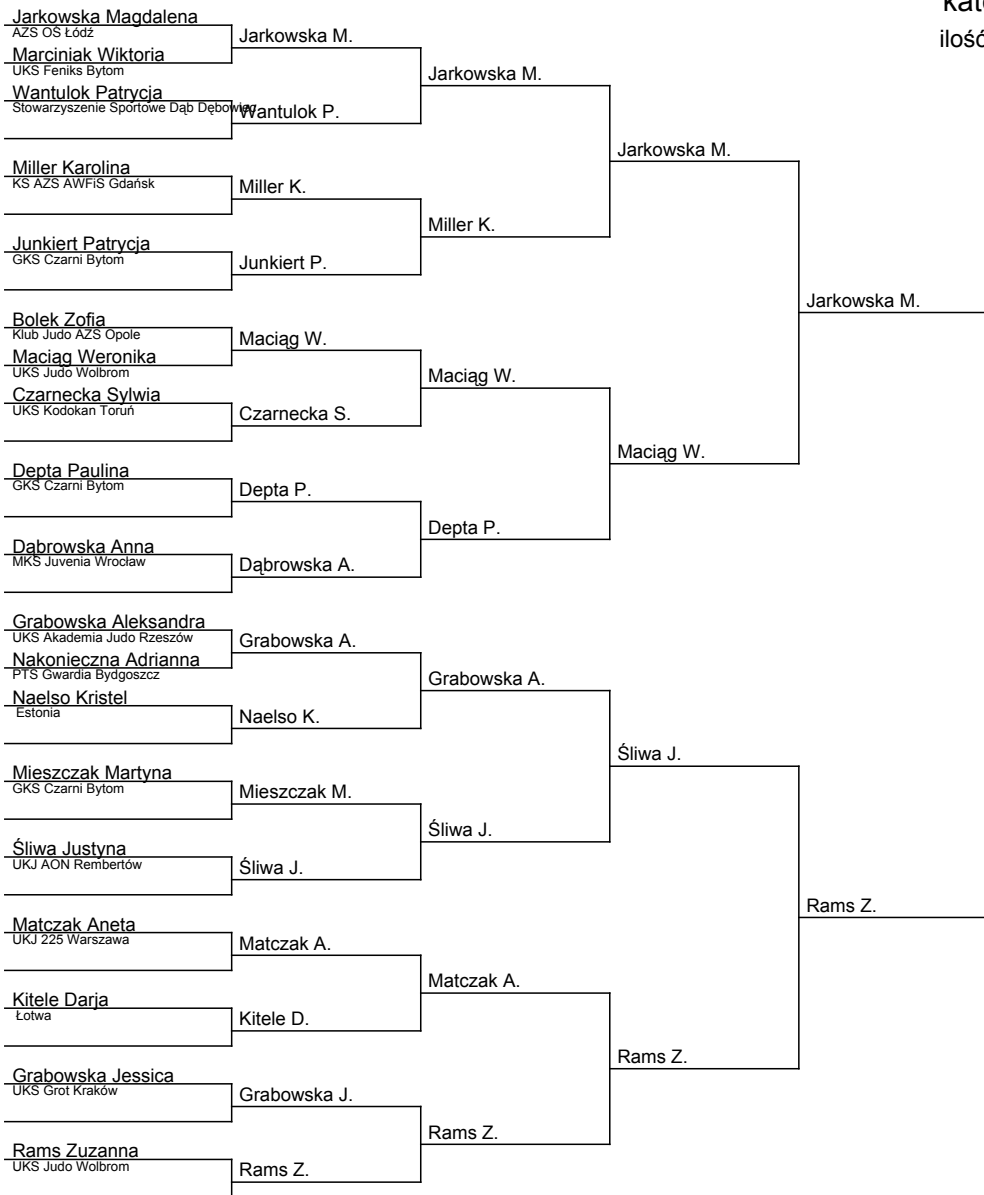 kat
ilość
Jarkowska Magdalena
AZS OŚ Łódź
Marciniak Wiktoria
UKS Feniks Bytom
Wantulok Patrycja
Stowarzyszenie Sportowe Dąb Dębowiec
Miller Karolina
KS AZS AWFiS Gdańsk
Junkiert Patrycja
GKS Czarni Bytom
Bolek Zofia
Klub Judo AZS Opole
Maciąg Weronika
UKS Judo Wolbrom
Czarnecka Sylwia
UKS Kodokan Toruń
Depta Paulina
GKS Czarni Bytom
Dąbrowska Anna
MKS Juvenia Wrocław
Grabowska Aleksandra
UKS Akademia Judo Rzeszów
Nakonieczna Adrianna
PTS Gwardia Bydgoszcz
Naelso Kristel
Estonia
Mieszczak Martyna
GKS Czarni Bytom
Śliwa Justyna
UKJ AON Rembertów
Matczak Aneta
UKJ 225 Warszawa
Kitele Darja
Łotwa
Grabowska Jessica
UKS Grot Kraków
Rams Zuzanna
UKS Judo Wolbrom
Jarkowska M.
Wantulok P.
Miller K.
Junkiert P.
Maciąg W.
Czarnecka S.
Depta P.
Dąbrowska A.
Grabowska A.
Naelso K.
Mieszczak M.
Śliwa J.
Matczak A.
Kitele D.
Grabowska J.
Rams Z.
Jarkowska M.
Miller K.
Maciąg W.
Depta P.
Grabowska A.
Śliwa J.
Matczak A.
Rams Z.
Jarkowska M.
Maciąg W.
Śliwa J.
Rams Z.
Jarkowska M.
Rams Z.